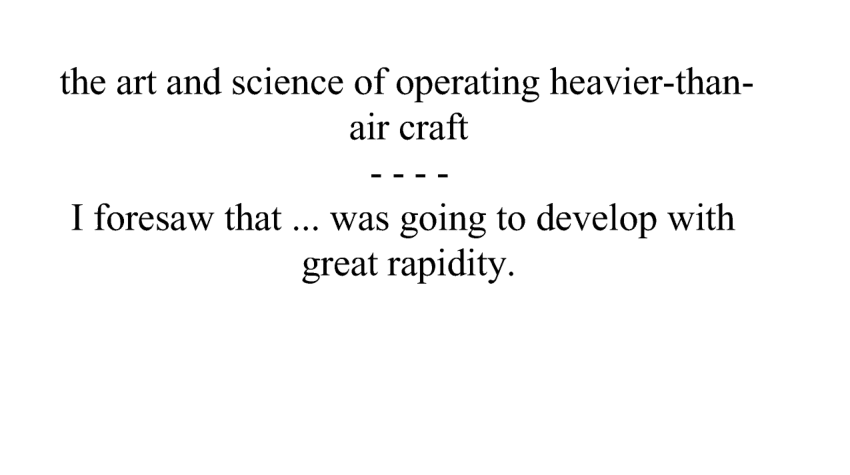 the art and science of operating heavier-than-
air craft
- - - -
I foresaw that ... was going to develop with
great rapidity.